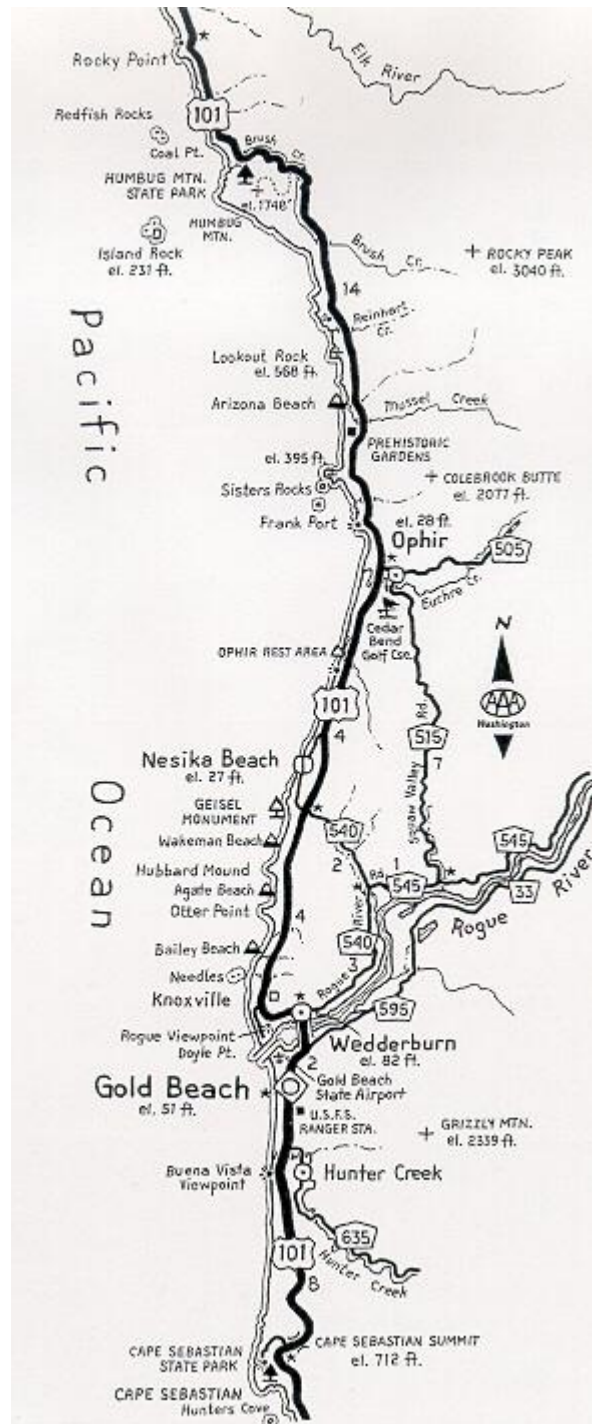 Elk River
Rocky Point
101
Redfish Rocks
Coal Pt.
Brush Cr.
HUMBUG MTN.
STATE PARK
el. 1748'
HUMBUG
MTN.
Island Rock
el. 231 ft.
Brush
Cr.
ROCKY PEAK
el. 3040 ft.
14
Reinhart
Cr.
Pacific
Lookout Rock
el. 568 ft.
Arizona Beach
Mussel Creek
PREHISTORIC
GARDENS
el. 395 ft.
Sisters Rocks
COLEBROOK BUTTE
el. 2077 ft.
Frank Port
el. 28 ft.
Ophir
505
Euchre Cr.
Cedar
Bend
Golf Cse.
OPHIR REST AREA
N
AAA
Washington
101
4
Rd.
515
7
Squaw Valley
Nesika Beach
el. 27 ft.
Ocean
GEISEL
MONUMENT
540
Wakeman Beach
2
545
Hubbard Mound
Rd.
1
Agate Beach
545
33
Otter Point
4
River
540
Rogue River
Bailey Beach
3
Needles
Rogue
Knoxville
595
Rogue Viewpoint
Doyle Pt.
Wedderburn
el. 82 ft.
2
Gold Beach
el. 51 ft.
Gold Beach
State Airport
U.S.F.S.
RANGER STA.
GRIZZLY MTN.
el. 2339 ft.
Buena Vista
Viewpoint
Hunter Creek
635
101
Hunter Creek
8
CAPE SEBASTIAN
STATE PARK
CAPE SEBASTIAN SUMMIT
el. 712 ft.
CAPE SEBASTIAN
Hunters Cove